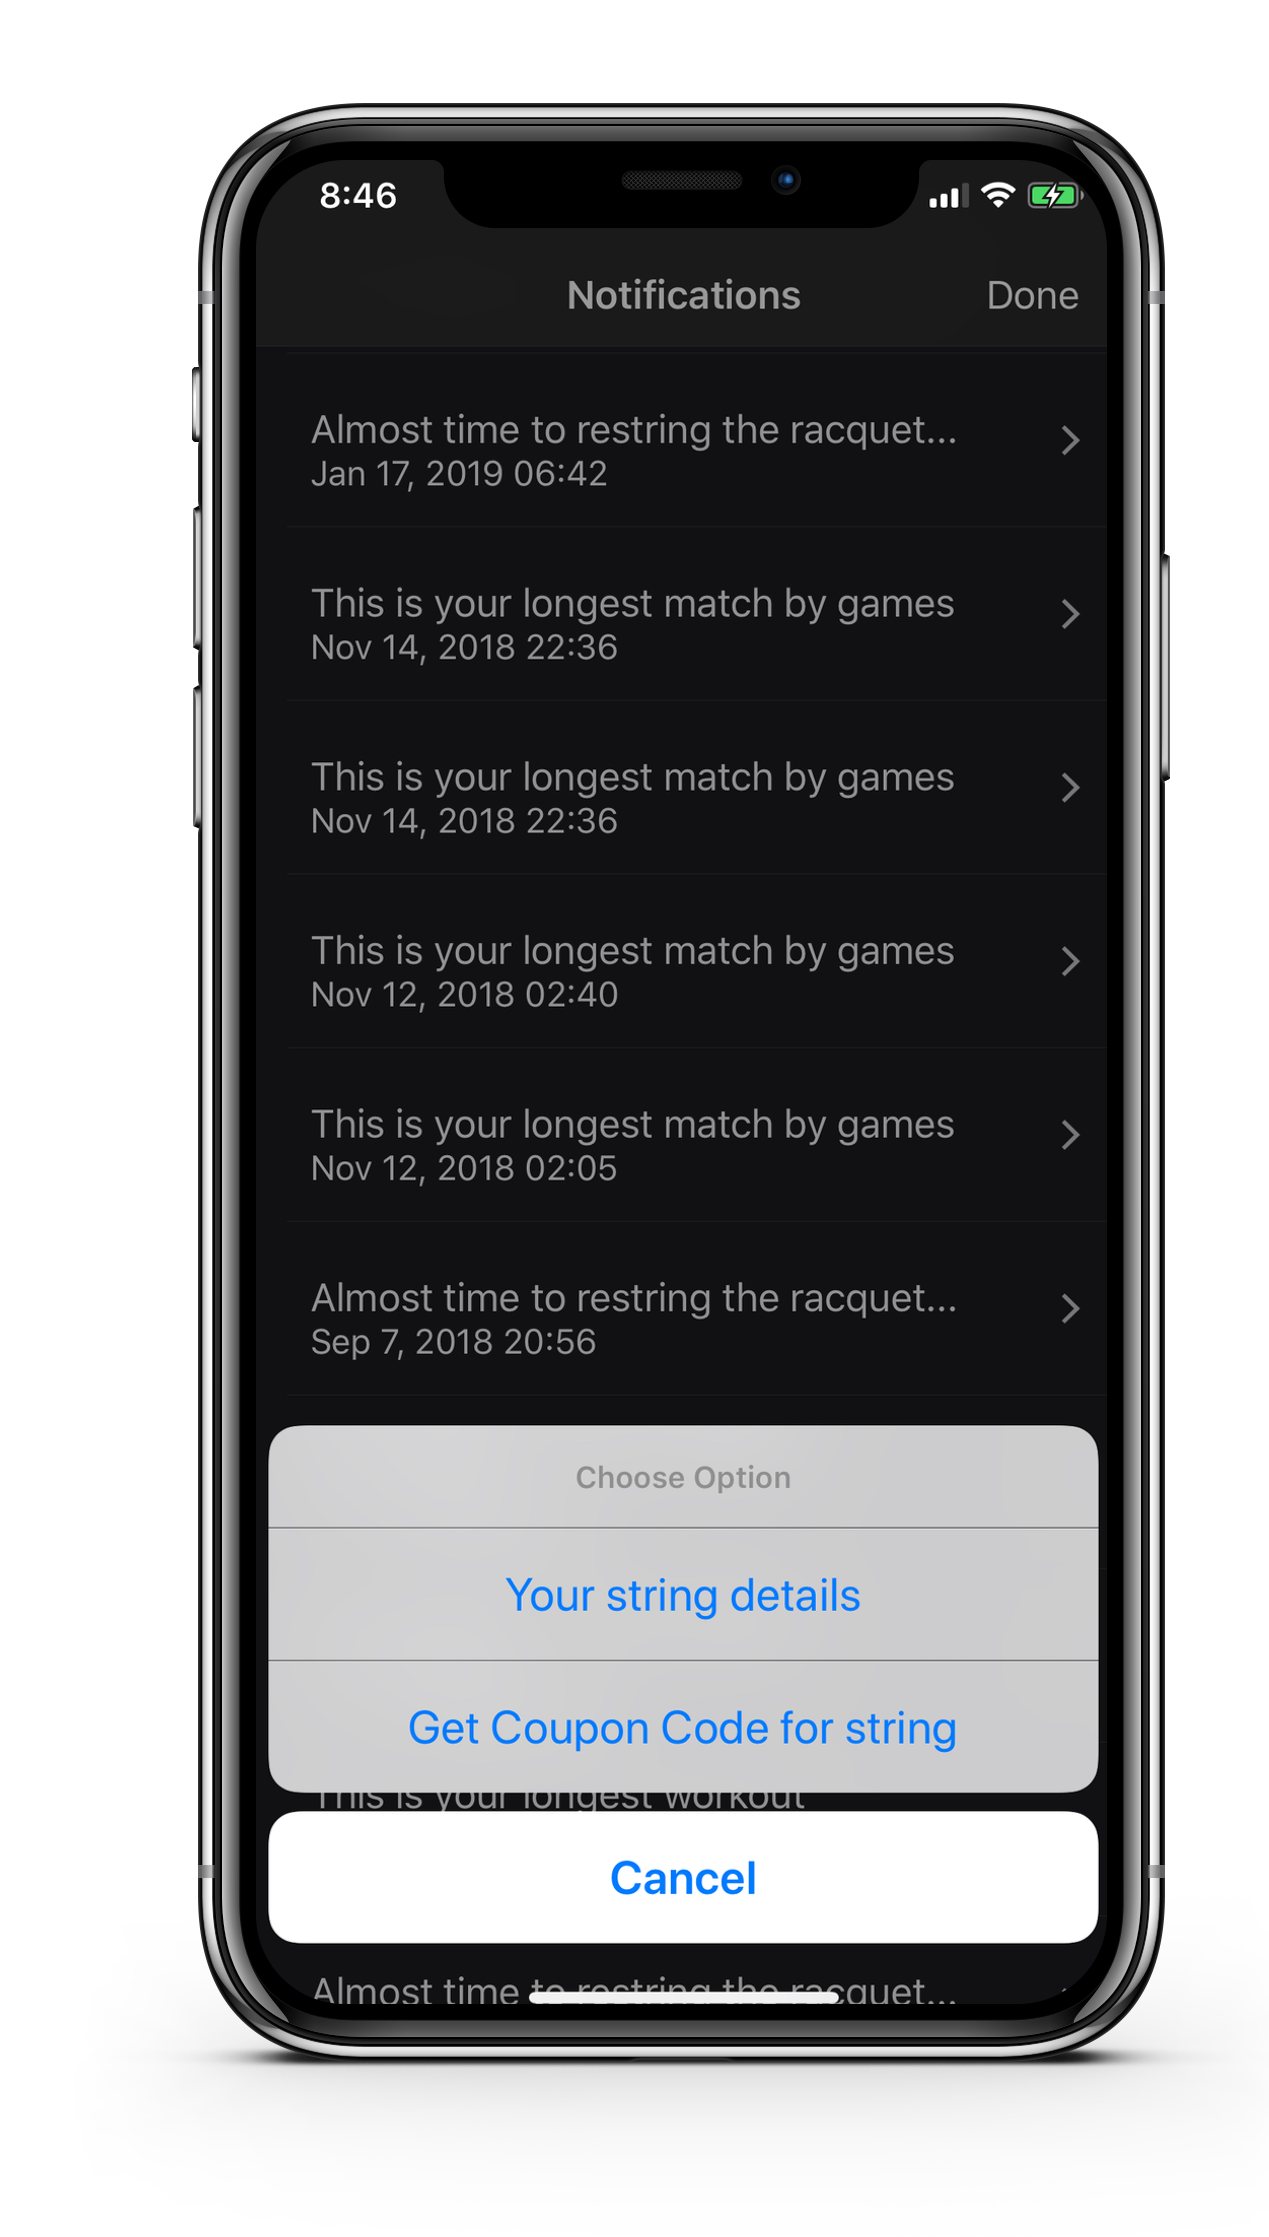 8:46
Notifications
Done
Almost time to restring the racquet...
Jan 17, 2019 06:42
This is your longest match by games
Nov 14, 2018 22:36
This is your longest match by games
Nov 14, 2018 22:36
This is your longest match by games
Nov 12, 2018 02:40
This is your longest match by games
Nov 12, 2018 02:05
Almost time to restring the racquet...
Sep 7, 2018 20:56
Choose Option
Your string details
Get Coupon Code for string
This is your longest workout
Cancel
Almost time to restring the racquet...